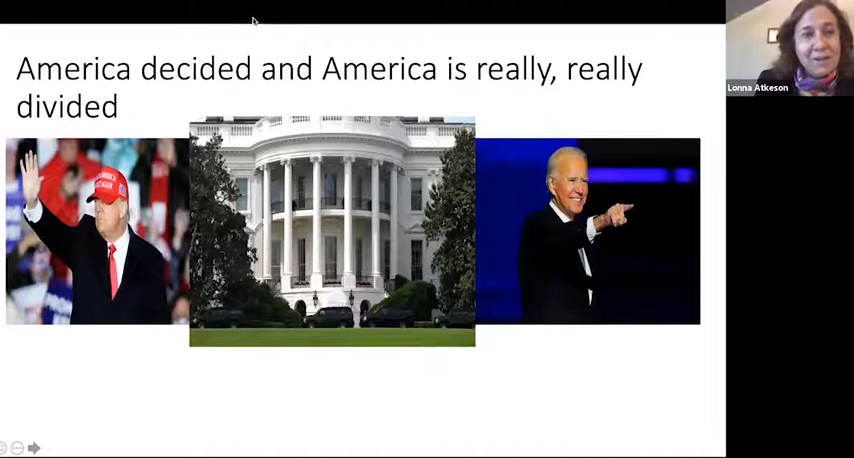 America decided and America is really, really
divided
Lonna Atkeson